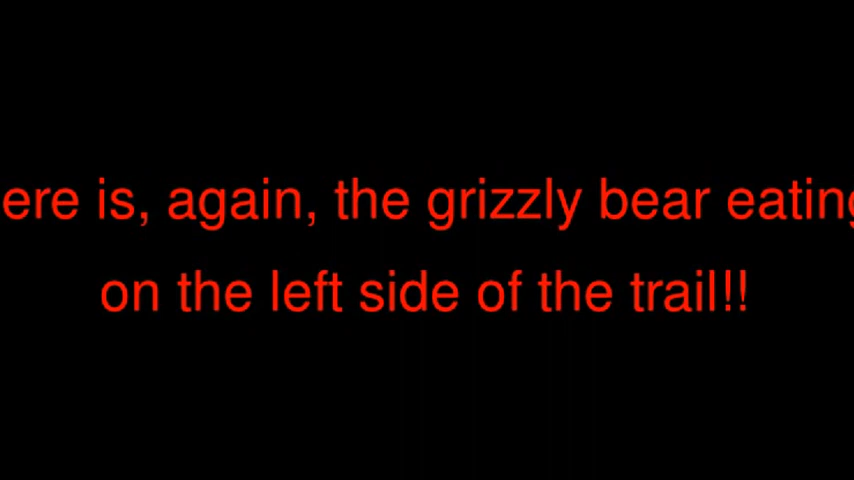 ere is, again, the grizzly bear eating
on the left side of the trail!!